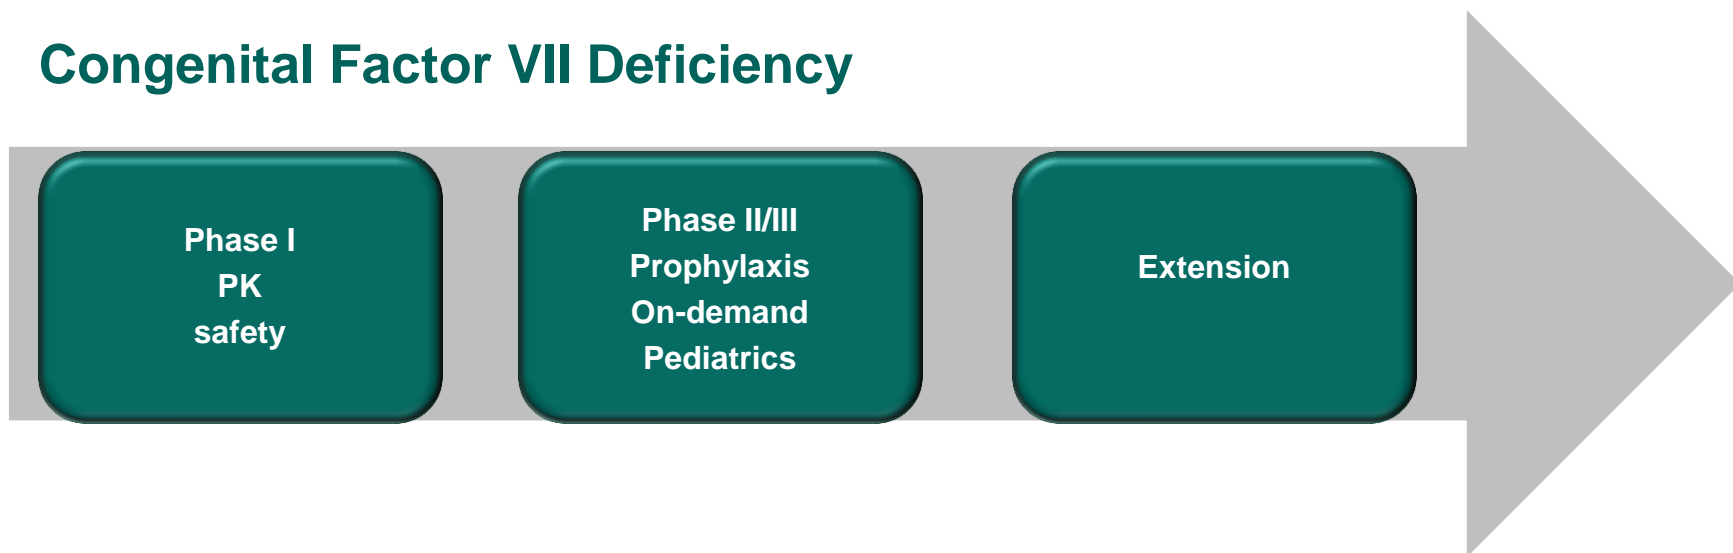 Congenital Factor VII Deficiency
Phase I
PK
safety
Phase II/III
Prophylaxis
On-demand
Pediatrics
Extension